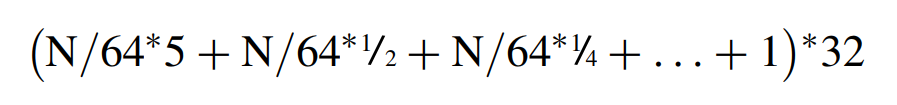 (N/64*5 + N/64*½ + N/64*¼ + ... + 1)*32